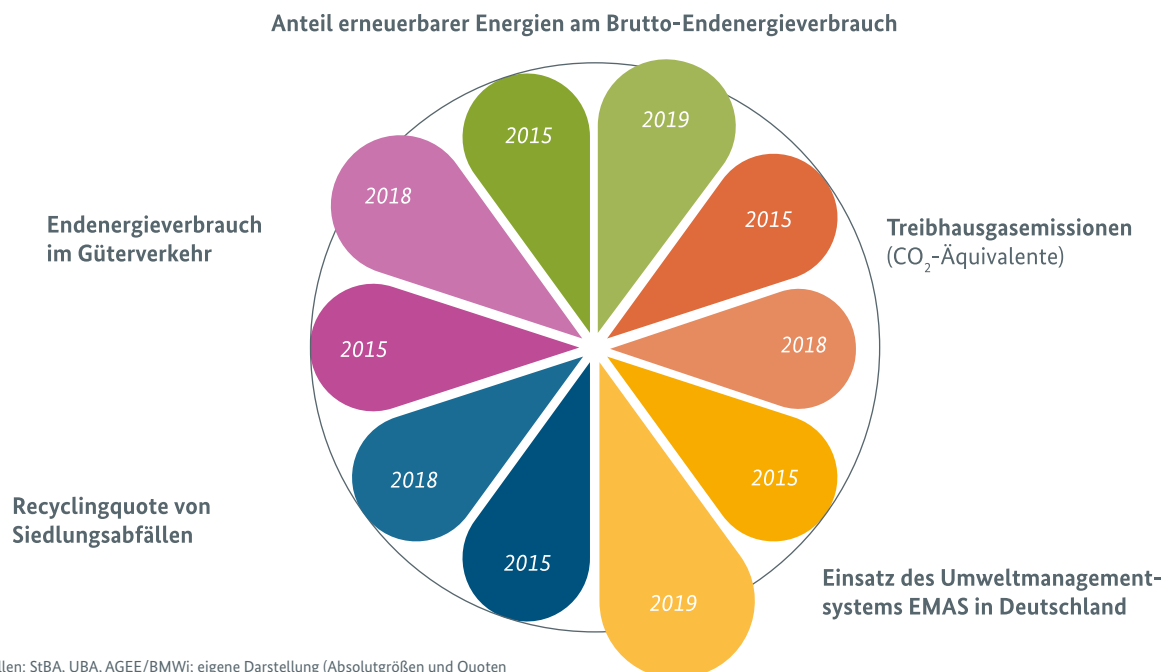 Anteil erneuerbarer Energien am Brutto-Endenergieverbrauch
2015
2019
2018
2015
Endenergieverbrauch
im Güterverkehr
Treibhausgasemissionen
(CO₂-Äquivalente)
2015
2018
2018
2015
Recyclingquote von
Siedlungsabfällen
2015
2019
Einsatz des Umweltmanagement-
systems EMAS in Deutschland
StBA, UBA, AGEE/BMWi; eigene Darstellung (Absolutgrößen und Quoten